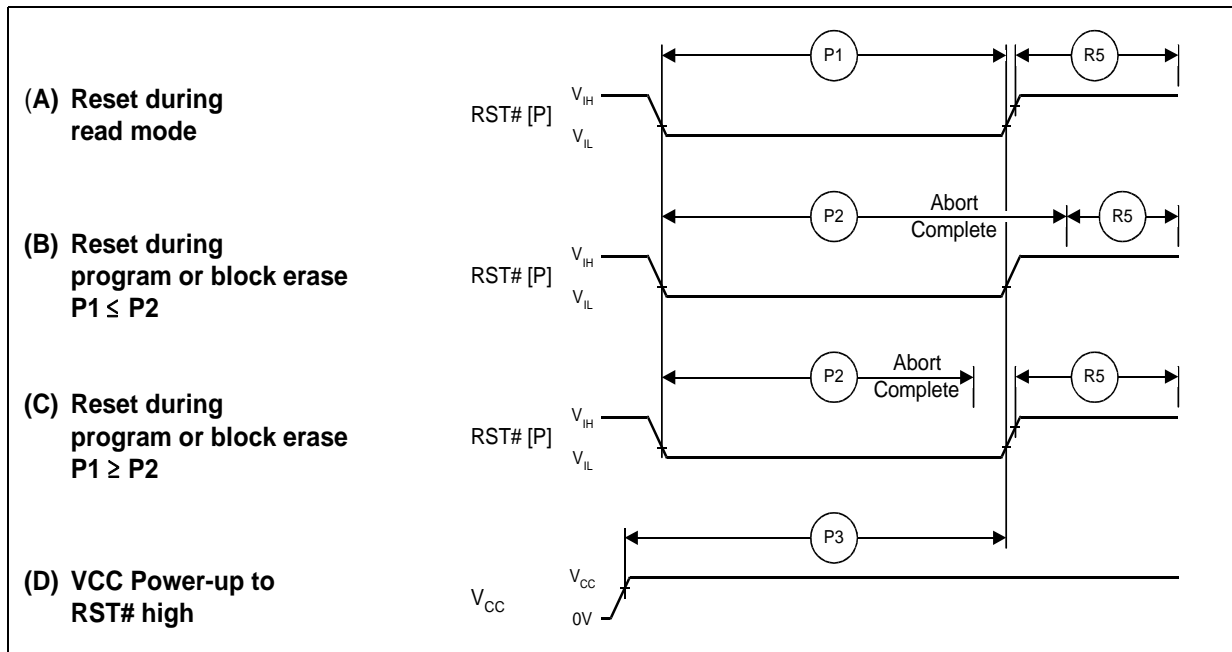 P1
R5
(A) Reset during
read mode
RST# [P]
VIH
VIL
P2
Abort
Complete
R5
(B) Reset during
program or block erase
P1 ≤ P2
RST# [P]
VIH
VIL
P2
Abort
Complete
R5
(C) Reset during
program or block erase
P1 ≥ P2
RST# [P]
VIH
VIL
P3
(D) VCC Power-up to
RST# high
VCC
VCC
0V